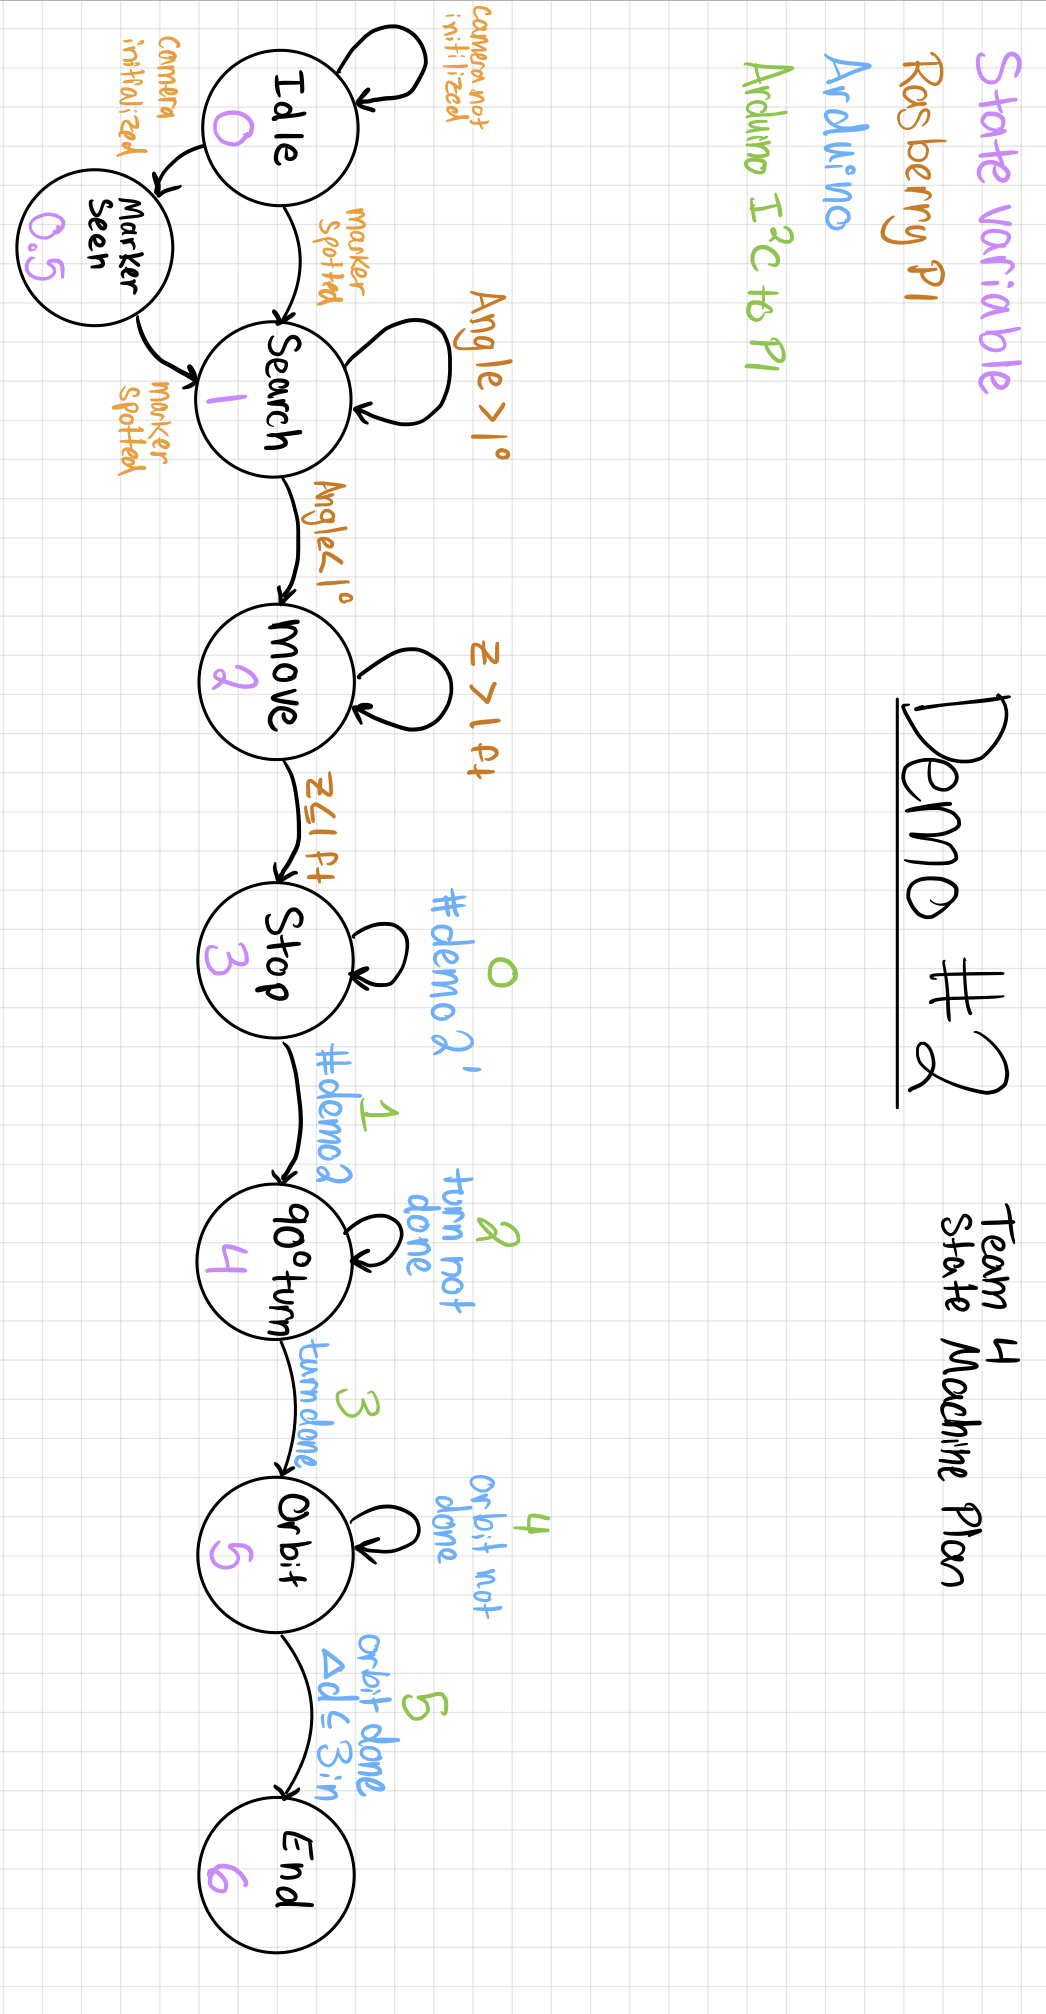 State variable
Rasberry PI
Arduino
Arduino I²C to PI
Demo #2
Team 4
State Machine Plan
camera not
initilized
Idle
0
camera
initialized
Marker
Seen
0.5
marker
spotted
marker
spotted
Angle > 1°
Search
1
Angle < 1°
z > 1 ft
move
2
z ≤ 1 ft
0
#demo 2'
Stop
3
1
#demo2
2
turn not
done
90° turn
4
3
turn done
4
orbit not
done
Orbit
5
5
orbit done
Δd ≤ 3 in
End
6